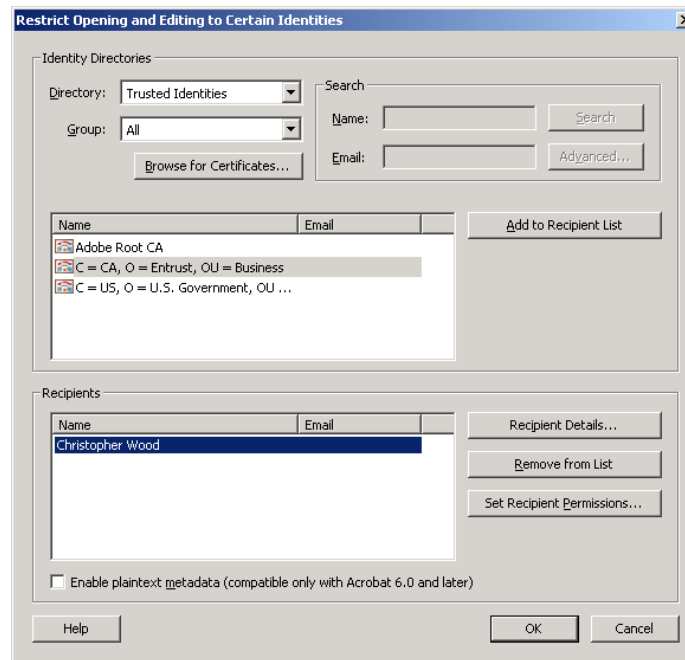 Restrict Opening and Editing to Certain Identities
Identity Directories
Directory: Trusted Identities
Group: All
Browse for Certificates...
Search
Name: Search
Email: Advanced...
Name Email
Adobe Root CA
C = CA, O = Entrust, OU = Business
C = US, O = U.S. Government, OU ...
Add to Recipient List
Recipients
Name Email
Christopher Wood
Recipient Details...
Remove from List
Set Recipient Permissions...
Enable plaintext metadata (compatible only with Acrobat 6.0 and later)
Help OK Cancel